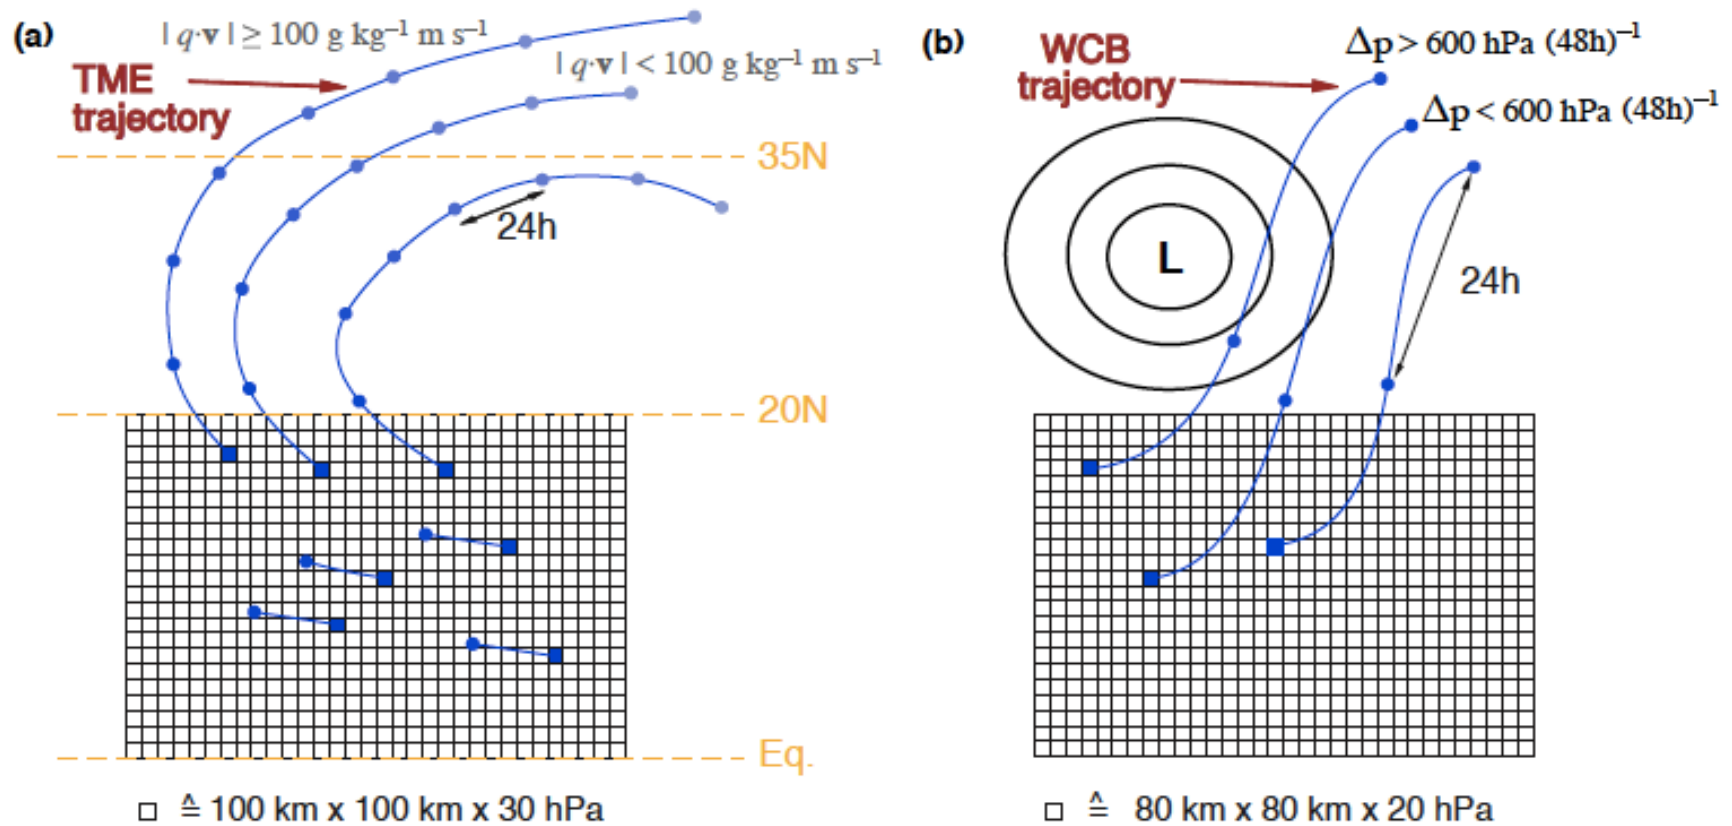 (a)
| q·v | ≥ 100 g kg⁻¹ m s⁻¹
| q·v | < 100 g kg⁻¹ m s⁻¹
TME
trajectory
35N
24h
20N
Eq.
□ ≙ 100 km x 100 km x 30 hPa
(b)
Δp > 600 hPa (48h)⁻¹
WCB
trajectory
Δp < 600 hPa (48h)⁻¹
L
24h
□ ≙ 80 km x 80 km x 20 hPa